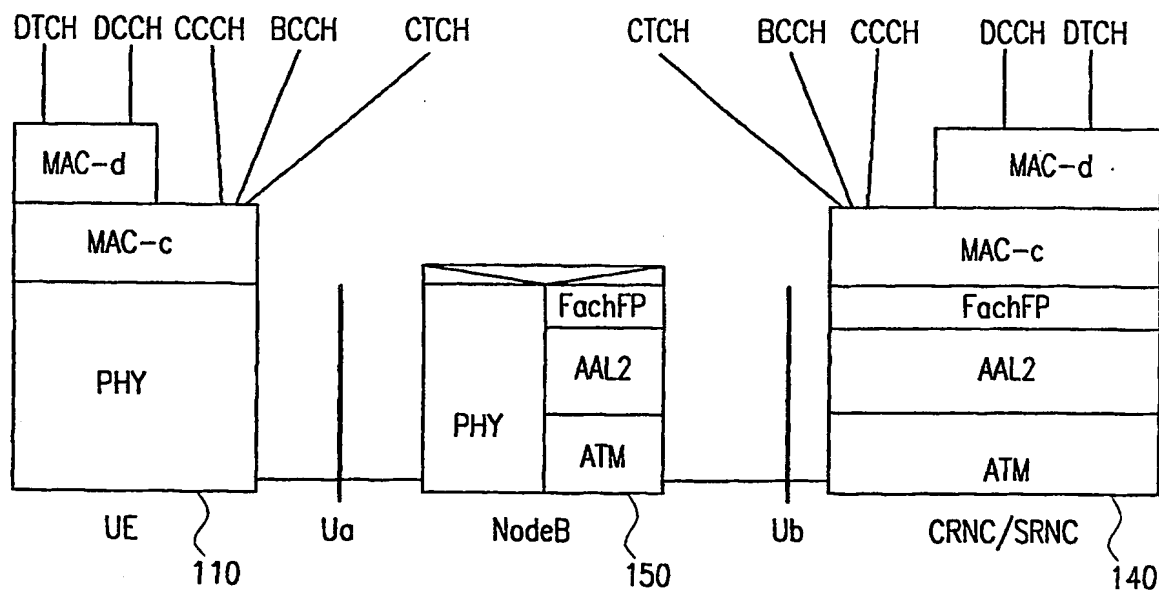 DTCH DCCH CCCH BCCH CTCH CTCH BCCH CCCH DCCH DTCH
MAC-d MAC-d
MAC-c MAC-c
FachFP FachFP
PHY AAL2 AAL2
PHY
ATM ATM
UE Ua NodeB Ub CRNC/SRNC
110 150 140